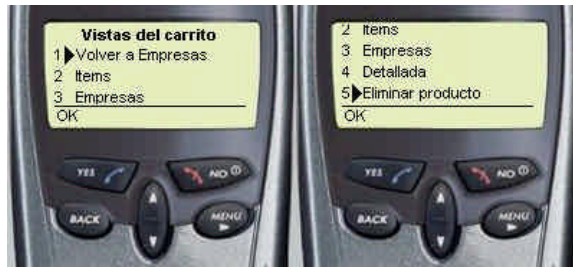 Vistas del carrito
1 Volver a Empresas
2 Items
3 Empresas
OK
YES
NO
BACK
MENU
2 Items
3 Empresas
4 Detallada
5 Eliminar producto
OK
YES
NO
BACK
MENU